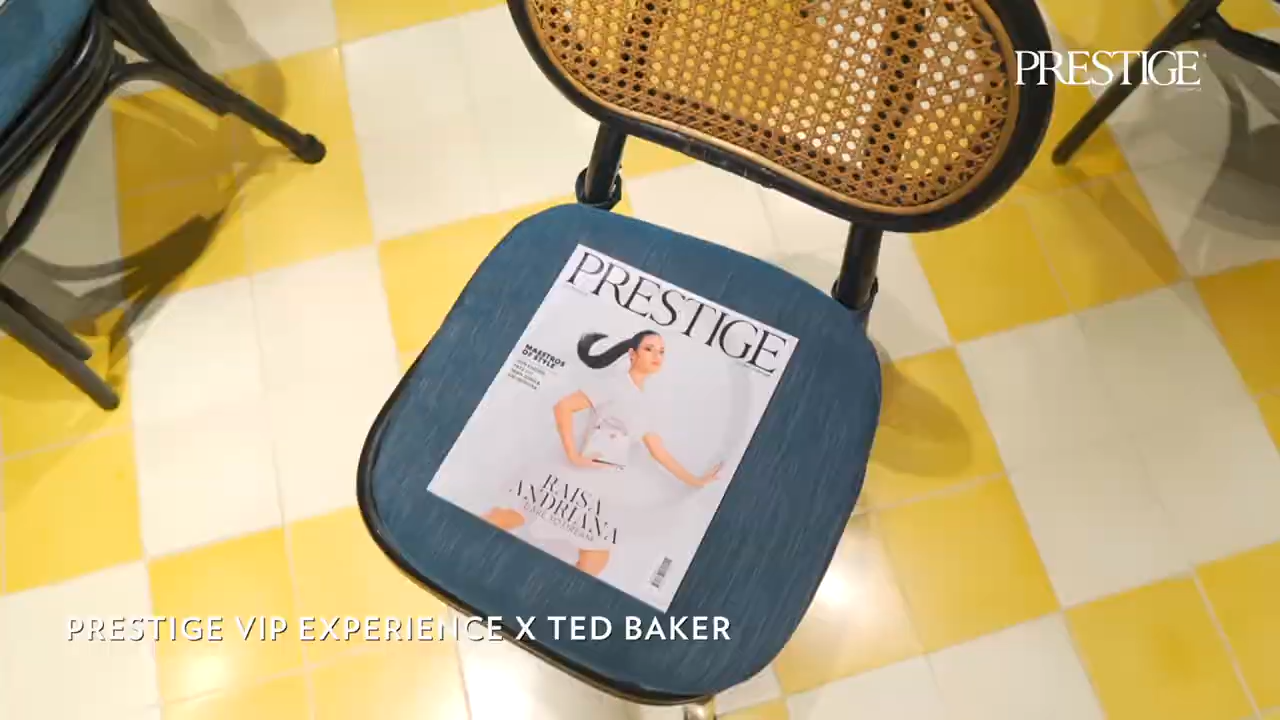 PRESTIGE
PRESTIGE
MAESTROS
OF STYLE
RAISA
ANDRIANA
PRESTIGE VIP EXPERIENCE X TED BAKER